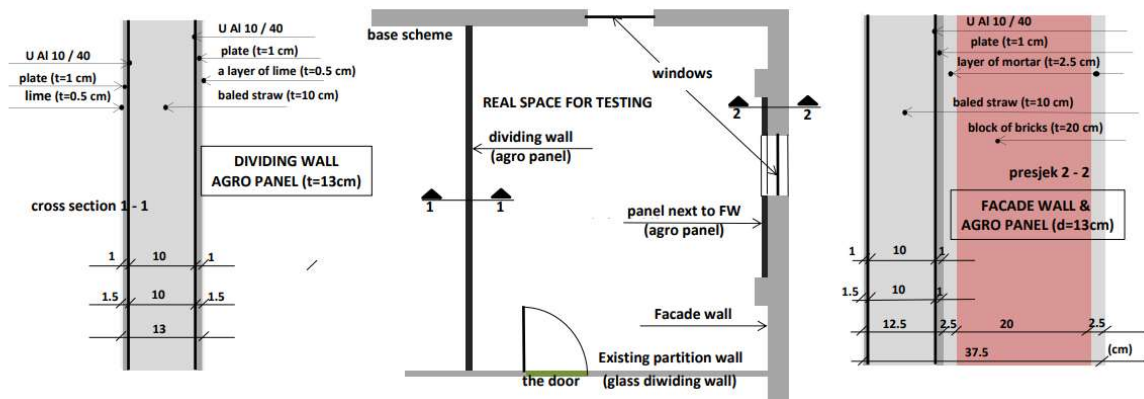 U Al 10 / 40
plate (t=1 cm)
U Al 10 / 40
a layer of lime (t=0.5 cm)
plate (t=1 cm)
baled straw(t=10 cm)
lime (t=0.5 cm)
DIVIDING WALL
AGRO PANEL (t=13cm)
cross section 1 - 1
1 10 1
1.5 10 1.5
13
base scheme
windows
REAL SPACE FOR TESTING
2 2
dividing wall
(agro panel)
1 1
panel next to FW
(agro panel)
Facade wall
Existing partition wall
the door (glass diwiding wall)
U Al 10 / 40
plate (t=1 cm)
layer of mortar (t=2.5 cm)
baled straw (t=10 cm)
block of bricks (t=20 cm)
presjek 2 - 2
FACADE WALL &
AGRO PANEL (d=13cm)
1 10 1
1.5 10 1
12.5 2.5 20 2.5
37.5 (cm)